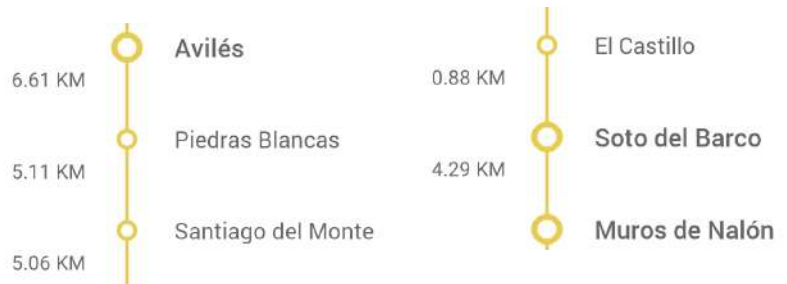 Avilés
6.61 KM
Piedras Blancas
5.11 KM
Santiago del Monte
5.06 KM
El Castillo
0.88 KM
Soto del Barco
4.29 KM
Muros de Nalón